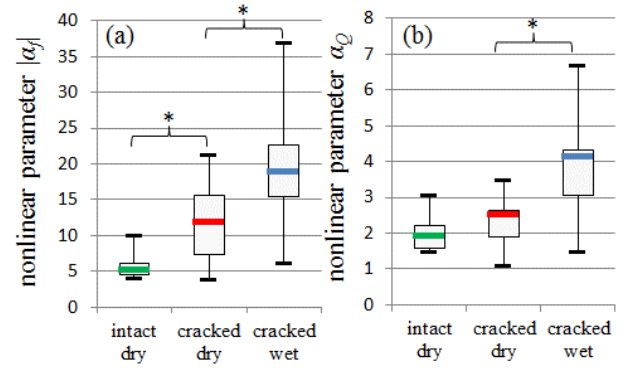 (a)
nonlinear parameter |αf|
40
35
30
25
20
15
10
5
0
*
*
intact dry
cracked dry
cracked wet
(b)
nonlinear parameter αQ
8
7
6
5
4
3
2
1
0
*
intact dry
cracked dry
cracked wet